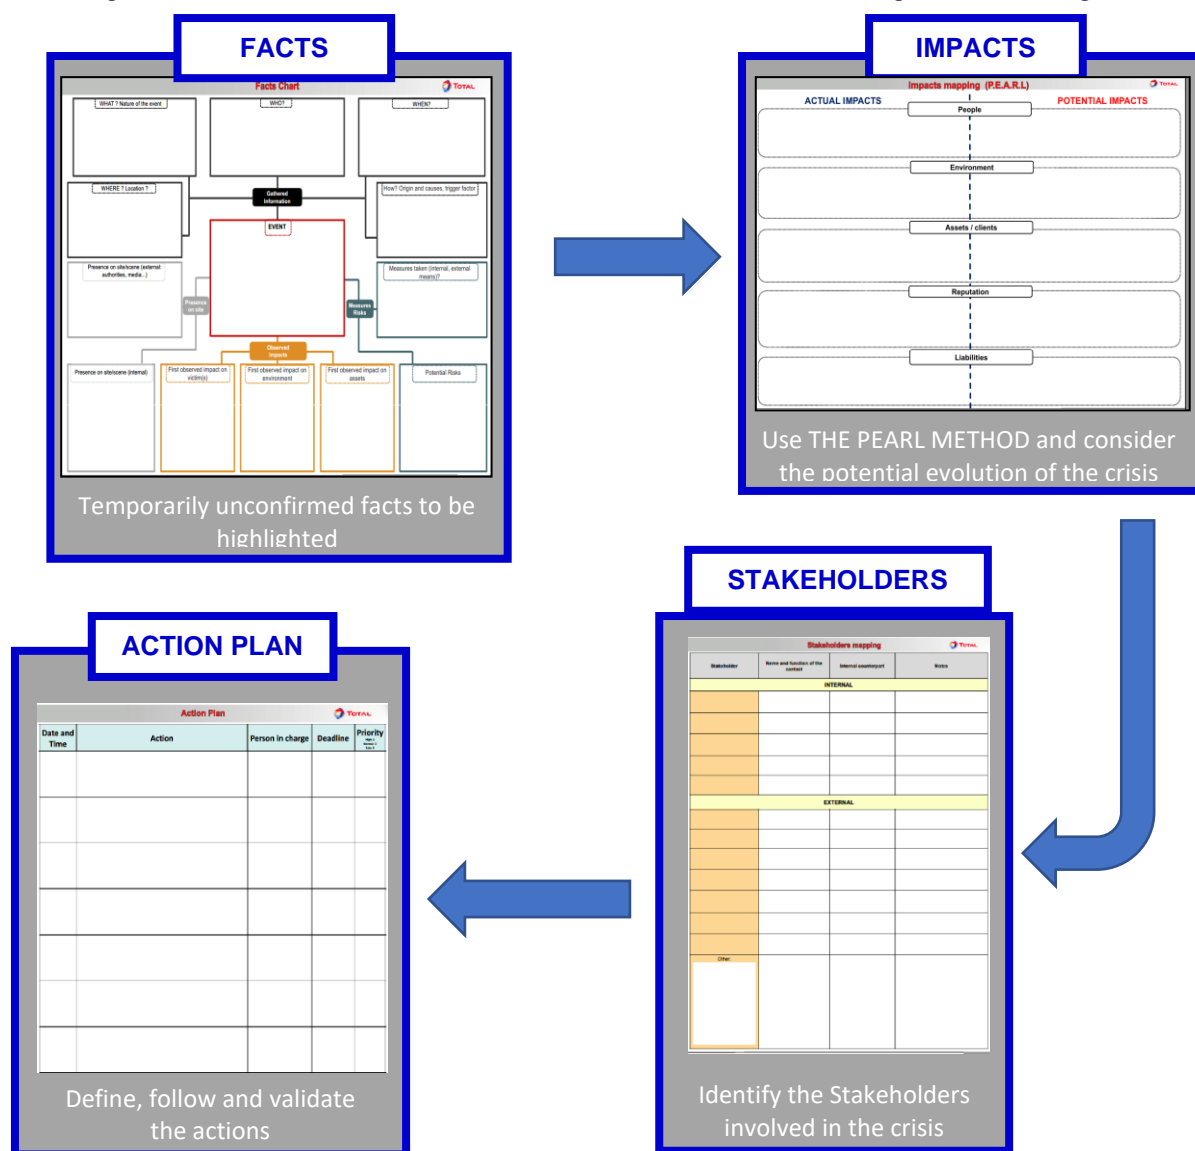 FACTS
Facts Chart
TOTAL
WHAT ? Nature of the event
WHO?
WHEN?
WHERE ? Location ?
Gathered
Information
How? Origin and causes, trigger factor
EVENT
Presence on site/scene (external
authorities, media...)
Presence
on site
Measures
Risks
Measures taken (internal, external
means)?
Observed
impacts
Presence on site/scene (internal)
First observed impact on
victim(s)
First observed impact on
environment
First observed impact on
assets
Potential Risks
Temporarily unconfirmed facts to be
highlighted
IMPACTS
Impacts mapping (P.E.A.R.L)
TOTAL
ACTUAL IMPACTS
POTENTIAL IMPACTS
People
Environment
Assets / clients
Reputation
Liabilities
Use THE PEARL METHOD and consider
the potential evolution of the crisis
STAKEHOLDERS
Stakeholders mapping
TOTAL
Stakeholder
Name and function of the
contact
Internal counterpart
Notes
INTERNAL
EXTERNAL
Other:
Identify the Stakeholders
involved in the crisis
ACTION PLAN
Action Plan
TOTAL
Date and
Time
Action
Person in charge
Deadline
Priority
Define, follow and validate
the actions